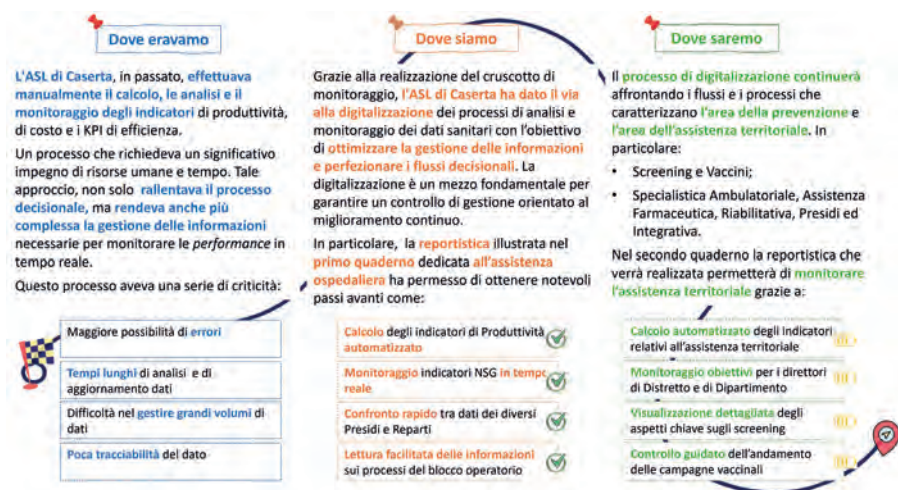 Dove eravamo
L'ASL di Caserta, in passato, effettuava
manualmente il calcolo, le analisi e il
monitoraggio degli indicatori di produttività,
di costo e i KPI di efficienza.
Un processo che richiedeva un significativo
impegno di risorse umane e tempo. Tale
approccio, non solo rallentava il processo
decisionale, ma rendeva anche più
complessa la gestione delle informazioni
necessarie per monitorare le performance in
tempo reale.
Questo processo aveva una serie di criticità:
Maggiore possibilità di errori
Tempi lunghi di analisi e di
aggiornamento dati
Difficoltà nel gestire grandi volumi di
dati
Poca tracciabilità del dato
Dove siamo
Grazie alla realizzazione del cruscotto di
monitoraggio, l'ASL di Caserta ha dato il via
alla digitalizzazione dei processi di analisi e
monitoraggio dei dati sanitari con l'obiettivo
di ottimizzare la gestione delle informazioni
e perfezionare i flussi decisionali. La
digitalizzazione è un mezzo fondamentale per
garantire un controllo di gestione orientato al
miglioramento continuo.
In particolare, la reportistica illustrata nel
primo quaderno dedicata all'assistenza
ospedaliera ha permesso di ottenere notevoli
passi avanti come:
Calcolo degli indicatori di Produttività
automatizzato
Monitoraggio indicatori NSG in tempo
reale
Confronto rapido tra dati dei diversi
Presidi e Reparti
Lettura facilitata delle informazioni
sui processi del blocco operatorio
Dove saremo
Il processo di digitalizzazione continuerà
affrontando i flussi e i processi che
caratterizzano l'area della prevenzione e
l'area dell'assistenza territoriale. In
particolare:
• Screening e Vaccini;
• Specialistica Ambulatoriale, Assistenza
Farmaceutica, Riabilitativa, Presidi ed
Integrativa.
Nel secondo quaderno la reportistica che
verrà realizzata permetterà di monitorare
l'assistenza territoriale grazie a:
Calcolo automatizzato degli Indicatori
relativi all'assistenza territoriale
Monitoraggio obiettivi per i direttori
di Distretto e di Dipartimento
Visualizzazione dettagliata degli
aspetti chiave sugli screening
Controllo guidato dell'andamento
delle campagne vaccinali